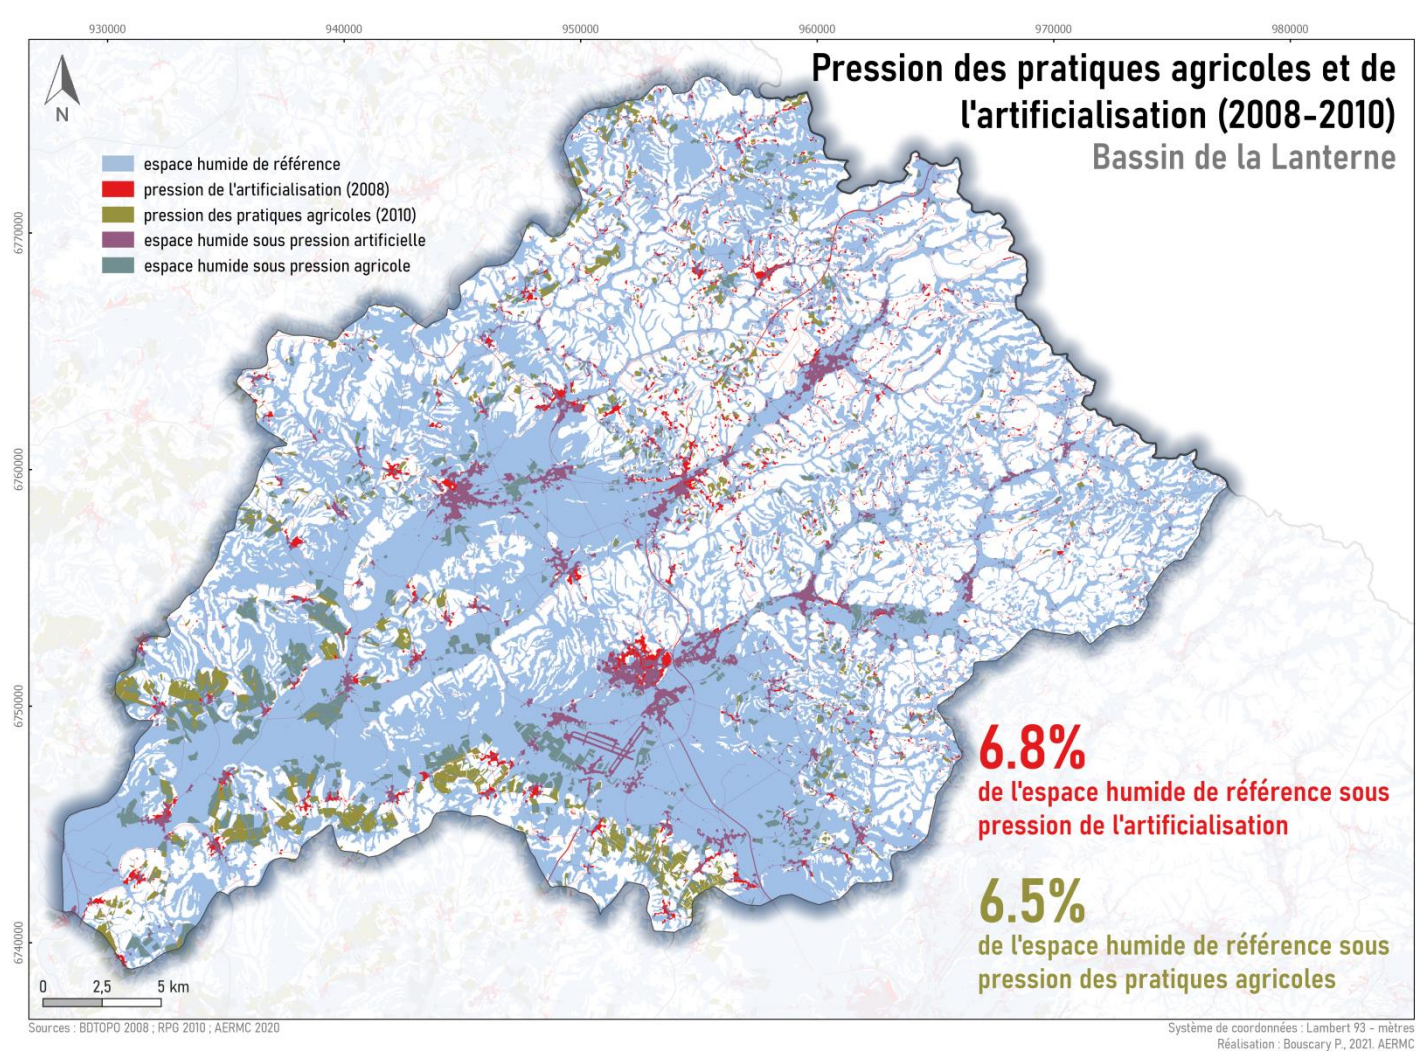 930000 940000 950000 960000 970000 980000
Pression des pratiques agricoles et de
l'artificialisation (2008-2010)
Bassin de la Lanterne
N
espace humide de référence
pression de l'artificialisation (2008)
pression des pratiques agricoles (2010)
espace humide sous pression artificielle
espace humide sous pression agricole
6770000
6760000
6750000
6740000
6.8%
de l'espace humide de référence sous
pression de l'artificialisation
6.5%
de l'espace humide de référence sous
pression des pratiques agricoles
0 2,5 5 km
Sources : BDTOPO 2008 ; RPG 2010 ; AERMC 2020
Système de coordonnées : Lambert 93 - mètres
Réalisation : Bouscary P., 2021. AERMC